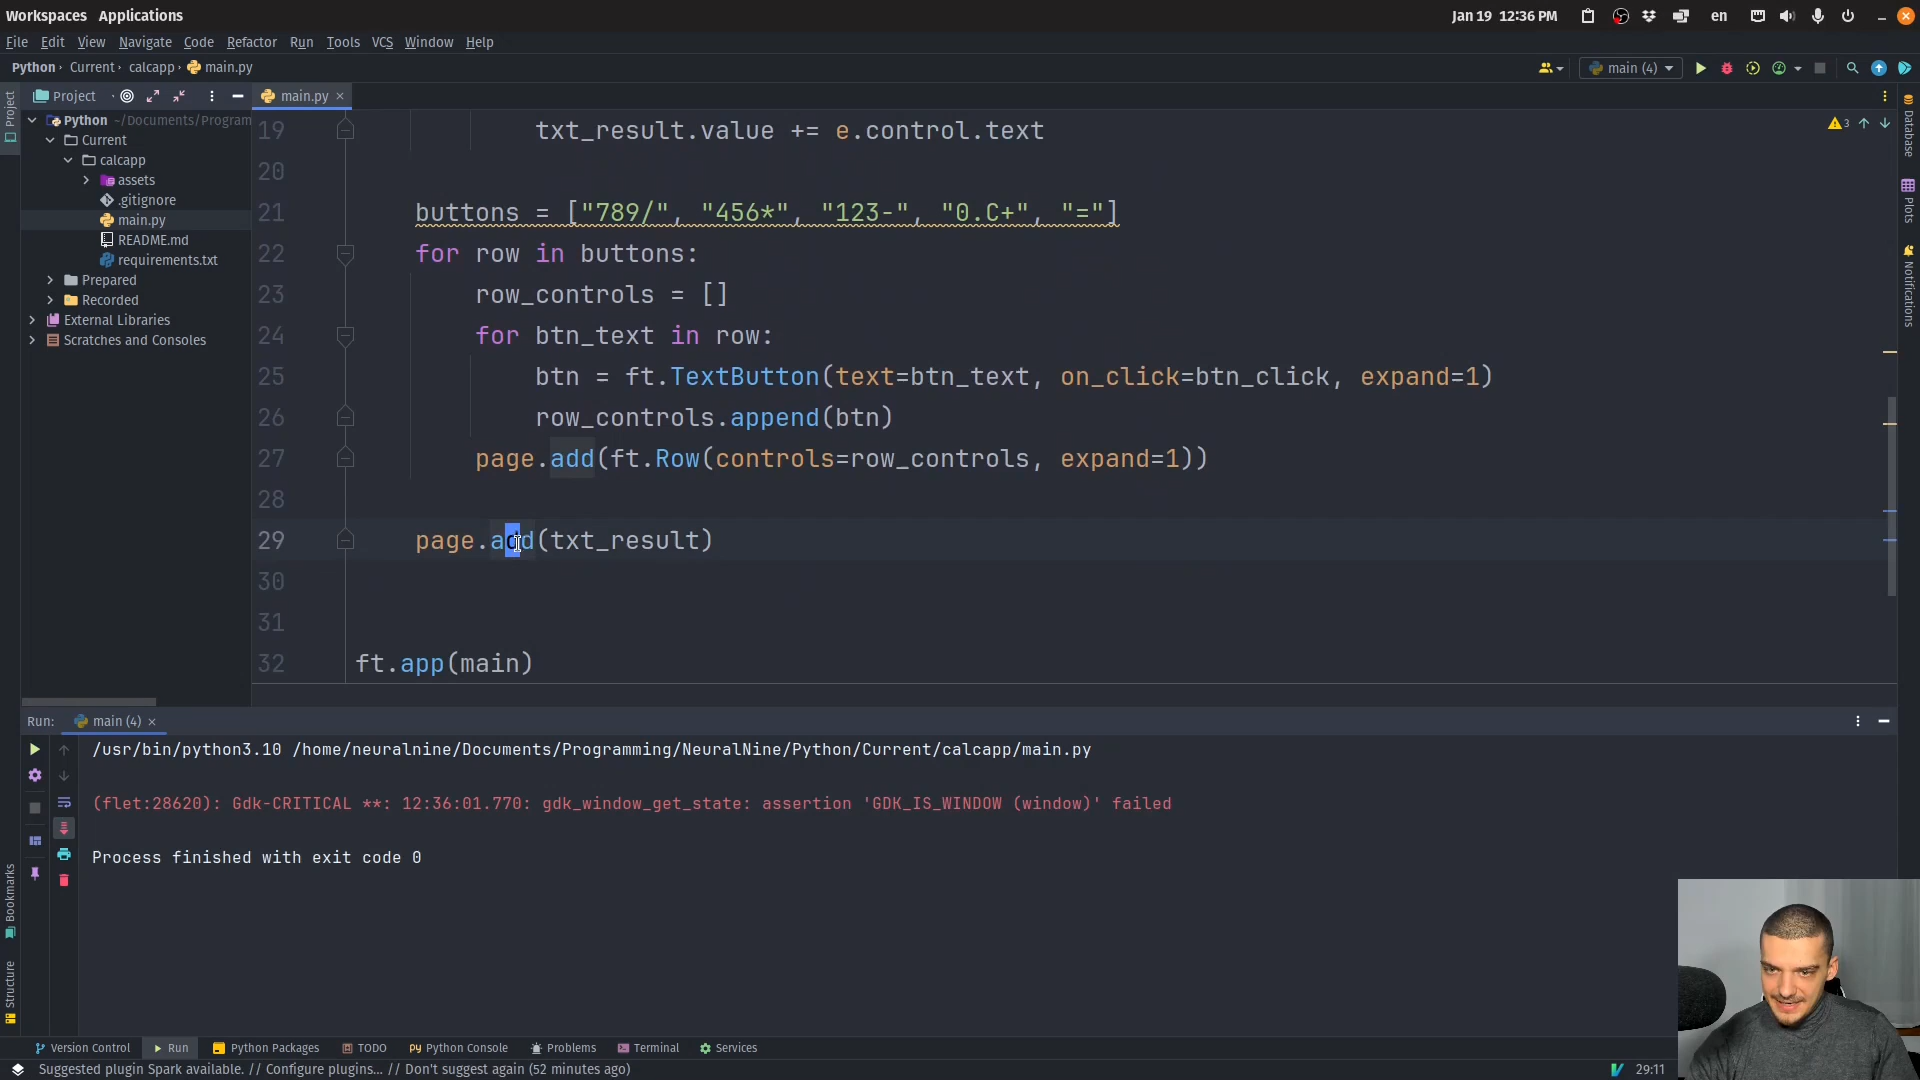 Workspaces Applications
Jan 19 12:36 PM
en
File Edit View Navigate Code Refactor Run Tools VCS Window Help
Python › Current › calcapp › main.py
main (4)
Project
Project
main.py
Python ~/Documents/Program
Current
calcapp
assets
.gitignore
main.py
README.md
requirements.txt
Prepared
Recorded
External Libraries
Scratches and Consoles
3
Database
Plots
Notifications
19 txt_result.value += e.control.text
20
21 buttons = ["789/", "456*", "123-", "0.C+", "="]
22 for row in buttons:
23 row_controls = []
24 for btn_text in row:
25 btn = ft.TextButton(text=btn_text, on_click=btn_click, expand=1)
26 row_controls.append(btn)
27 page.add(ft.Row(controls=row_controls, expand=1))
28
29 page.add(txt_result)
30
31
32 ft.app(main)
Run: main (4)
/usr/bin/python3.10 /home/neuralnine/Documents/Programming/NeuralNine/Python/Current/calcapp/main.py
(flet:28620): Gdk-CRITICAL **: 12:36:01.770: gdk_window_get_state: assertion 'GDK_IS_WINDOW (window)' failed
Process finished with exit code 0
Bookmarks
Structure
Version Control Run Python Packages TODO Python Console Problems Terminal Services
Suggested plugin Spark available. // Configure plugins... // Don't suggest again (52 minutes ago)
29:11